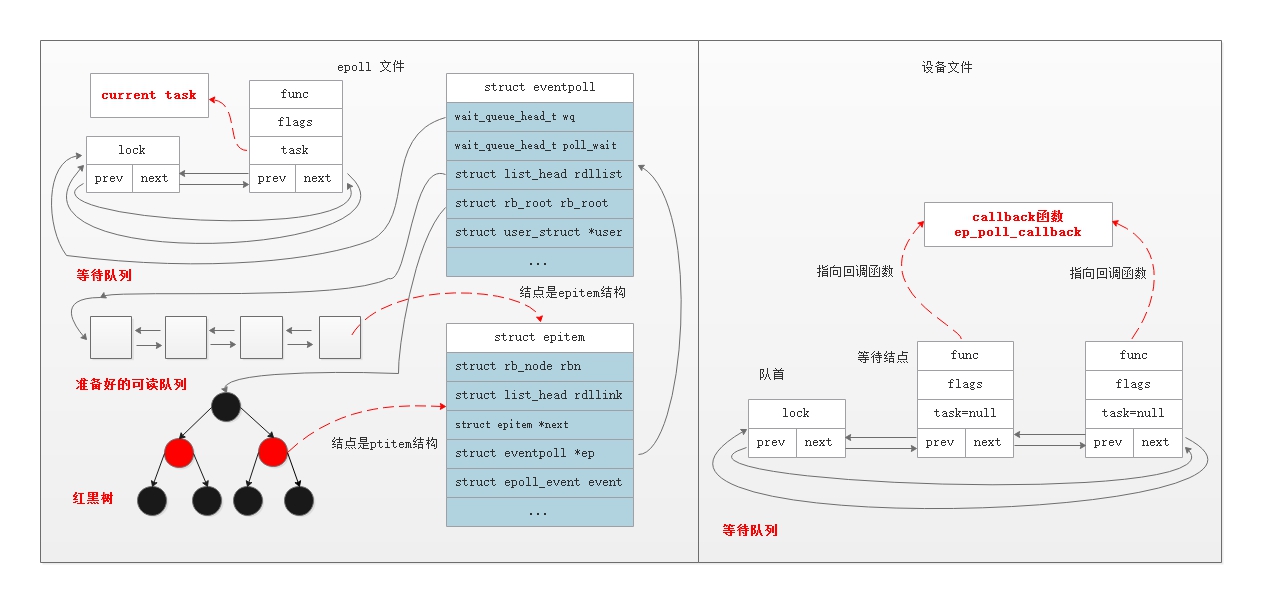 epoll 文件
current task
func
flags
task
lock
prev
next
prev
next
等待队列
struct eventpoll
wait_queue_head_t wq
wait_queue_head_t poll_wait
struct list_head rdllist
struct rb_root rb_root
struct user_struct *user
...
结点是epitem结构
准备好的可读队列
struct epitem
struct rb_node rbn
struct list_head rdllink
struct epitem *next
struct eventpoll *ep
struct epoll_event event
...
结点是ptitem结构
红黑树
设备文件
callback函数
ep_poll_callback
指向回调函数
指向回调函数
等待结点
队首
func
flags
task=null
prev
next
func
flags
task=null
prev
next
lock
prev
next
等待队列